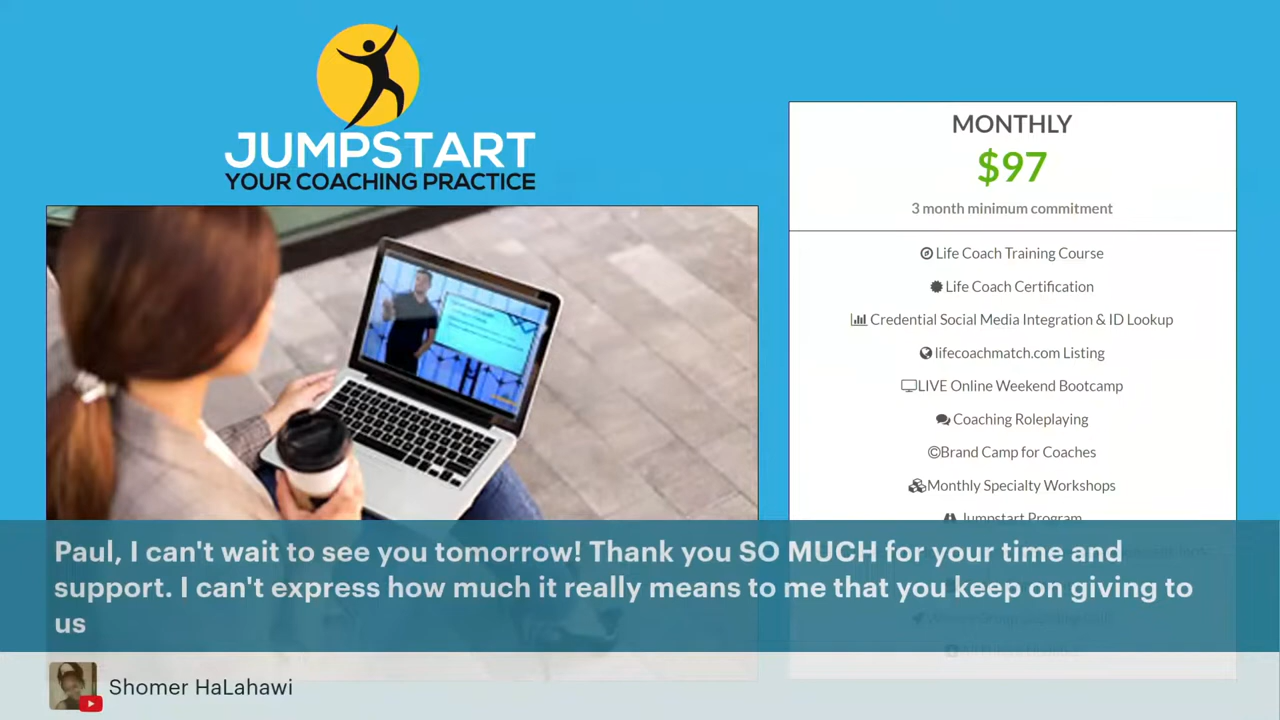 JUMPSTART
YOUR COACHING PRACTICE
MONTHLY
$97
3 month minimum commitment
Life Coach Training Course
Life Coach Certification
Credential Social Media Integration & ID Lookup
lifecoachmatch.com Listing
LIVE Online Weekend Bootcamp
Coaching Roleplaying
Brand Camp for Coaches
Monthly Specialty Workshops
Jumpstart Program
Paul, I can't wait to see you tomorrow! Thank you SO MUCH for your time and
support. I can't express how much it really means to me that you keep on giving to
us
Shomer HaLahawi